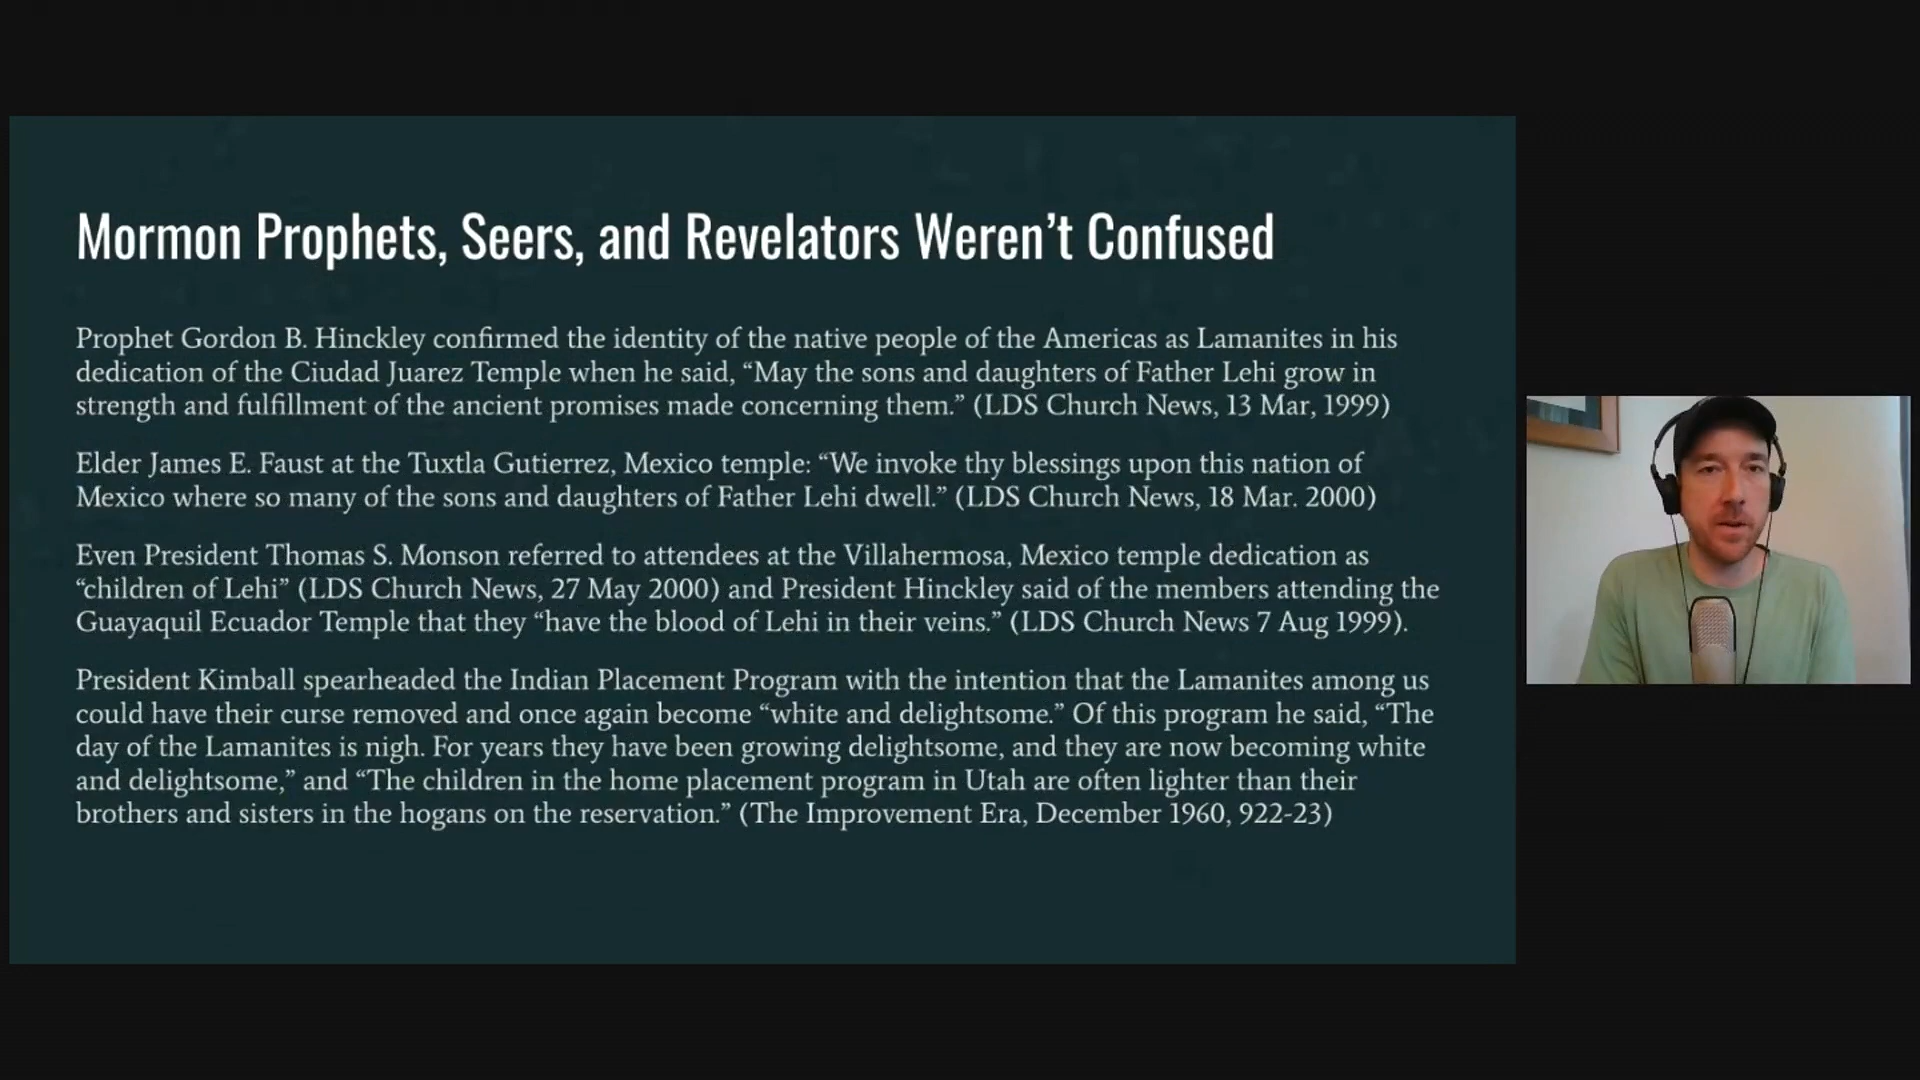 Mormon Prophets, Seers, and Revelators Weren’t Confused
Prophet Gordon B. Hinckley confirmed the identity of the native people of the Americas as Lamanites in his
dedication of the Ciudad Juarez Temple when he said, “May the sons and daughters of Father Lehi grow in
strength and fulfillment of the ancient promises made concerning them.” (LDS Church News, 13 Mar, 1999)
Elder James E. Faust at the Tuxtla Gutierrez, Mexico temple: “We invoke thy blessings upon this nation of
Mexico where so many of the sons and daughters of Father Lehi dwell.” (LDS Church News, 18 Mar. 2000)
Even President Thomas S. Monson referred to attendees at the Villahermosa, Mexico temple dedication as
“children of Lehi” (LDS Church News, 27 May 2000) and President Hinckley said of the members attending the
Guayaquil Ecuador Temple that they “have the blood of Lehi in their veins.” (LDS Church News 7 Aug 1999).
President Kimball spearheaded the Indian Placement Program with the intention that the Lamanites among us
could have their curse removed and once again become “white and delightsome.” Of this program he said, “The
day of the Lamanites is nigh. For years they have been growing delightsome, and they are now becoming white
and delightsome,” and “The children in the home placement program in Utah are often lighter than their
brothers and sisters in the hogans on the reservation.” (The Improvement Era, December 1960, 922-23)